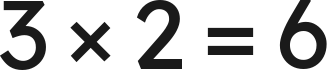 3 × 2 = 6